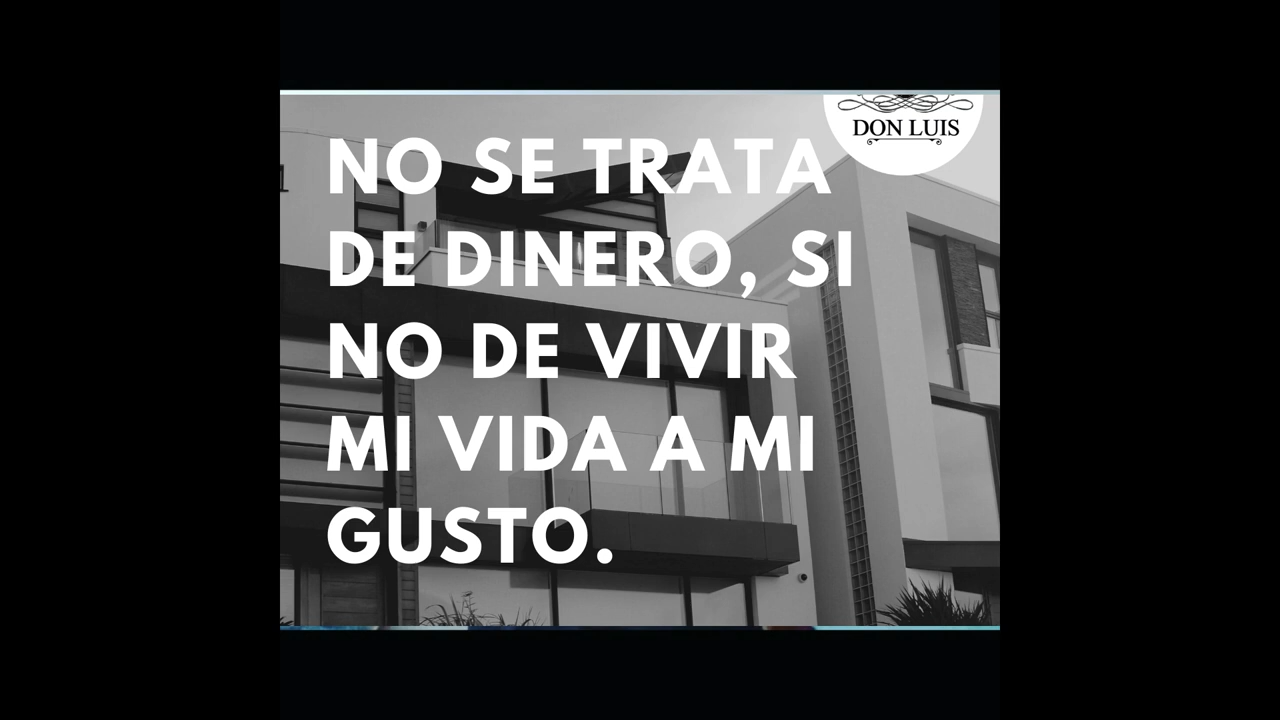 DON LUIS
NO SE TRATA
DE DINERO, SI
NO DE VIVIR
MI VIDA A MI
GUSTO.